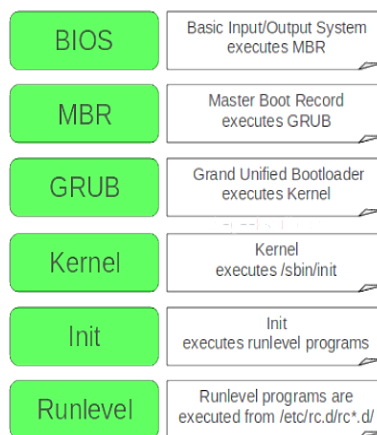 BIOS
Basic Input/Output System
executes MBR
MBR
Master Boot Record
executes GRUB
GRUB
Grand Unified Bootloader
executes Kernel
Kernel
Kernel
executes /sbin/init
Init
Init
executes runlevel programs
Runlevel
Runlevel programs are
executed from /etc/rc.d/rc*.d/